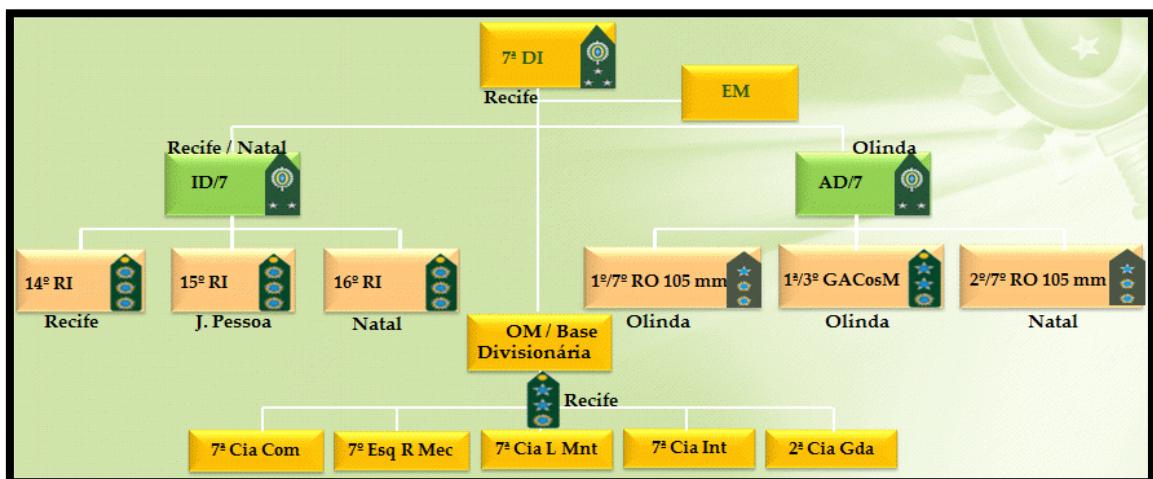 7ª DI
Recife
EM
Recife / Natal
ID/7
Olinda
AD/7
14º RI
Recife
15º RI
J. Pessoa
16º RI
Natal
1º/7º RO 105 mm
Olinda
1ª/3º GACosM
Olinda
2º/7º RO 105 mm
Natal
OM / Base
Divisionária
Recife
7ª Cia Com
7º Esq R Mec
7ª Cia L Mnt
7ª Cia Int
2ª Cia Gda